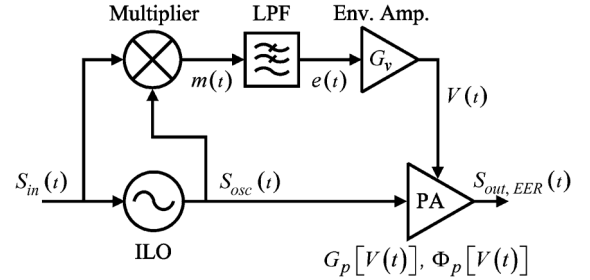 Multiplier LPF Env. Amp.
G_v
m(t) e(t)
V(t)
S_in(t) S_osc(t) PA S_out, EER(t)
ILO
G_p[V(t)], Φ_p[V(t)]